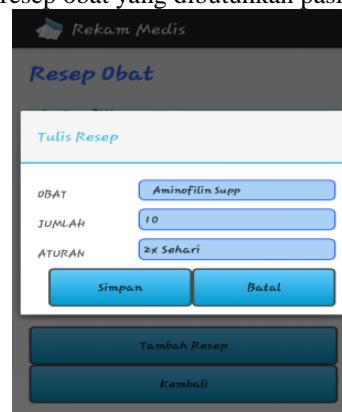 resep obat yang dibutuhkan pasi
Rekam Medis
Resep Obat
Tulis Resep
OBAT Aminofilin Supp
JUMLAH 10
ATURAN 2x Sehari
Simpan Batal
Tambah Resep
Kembali